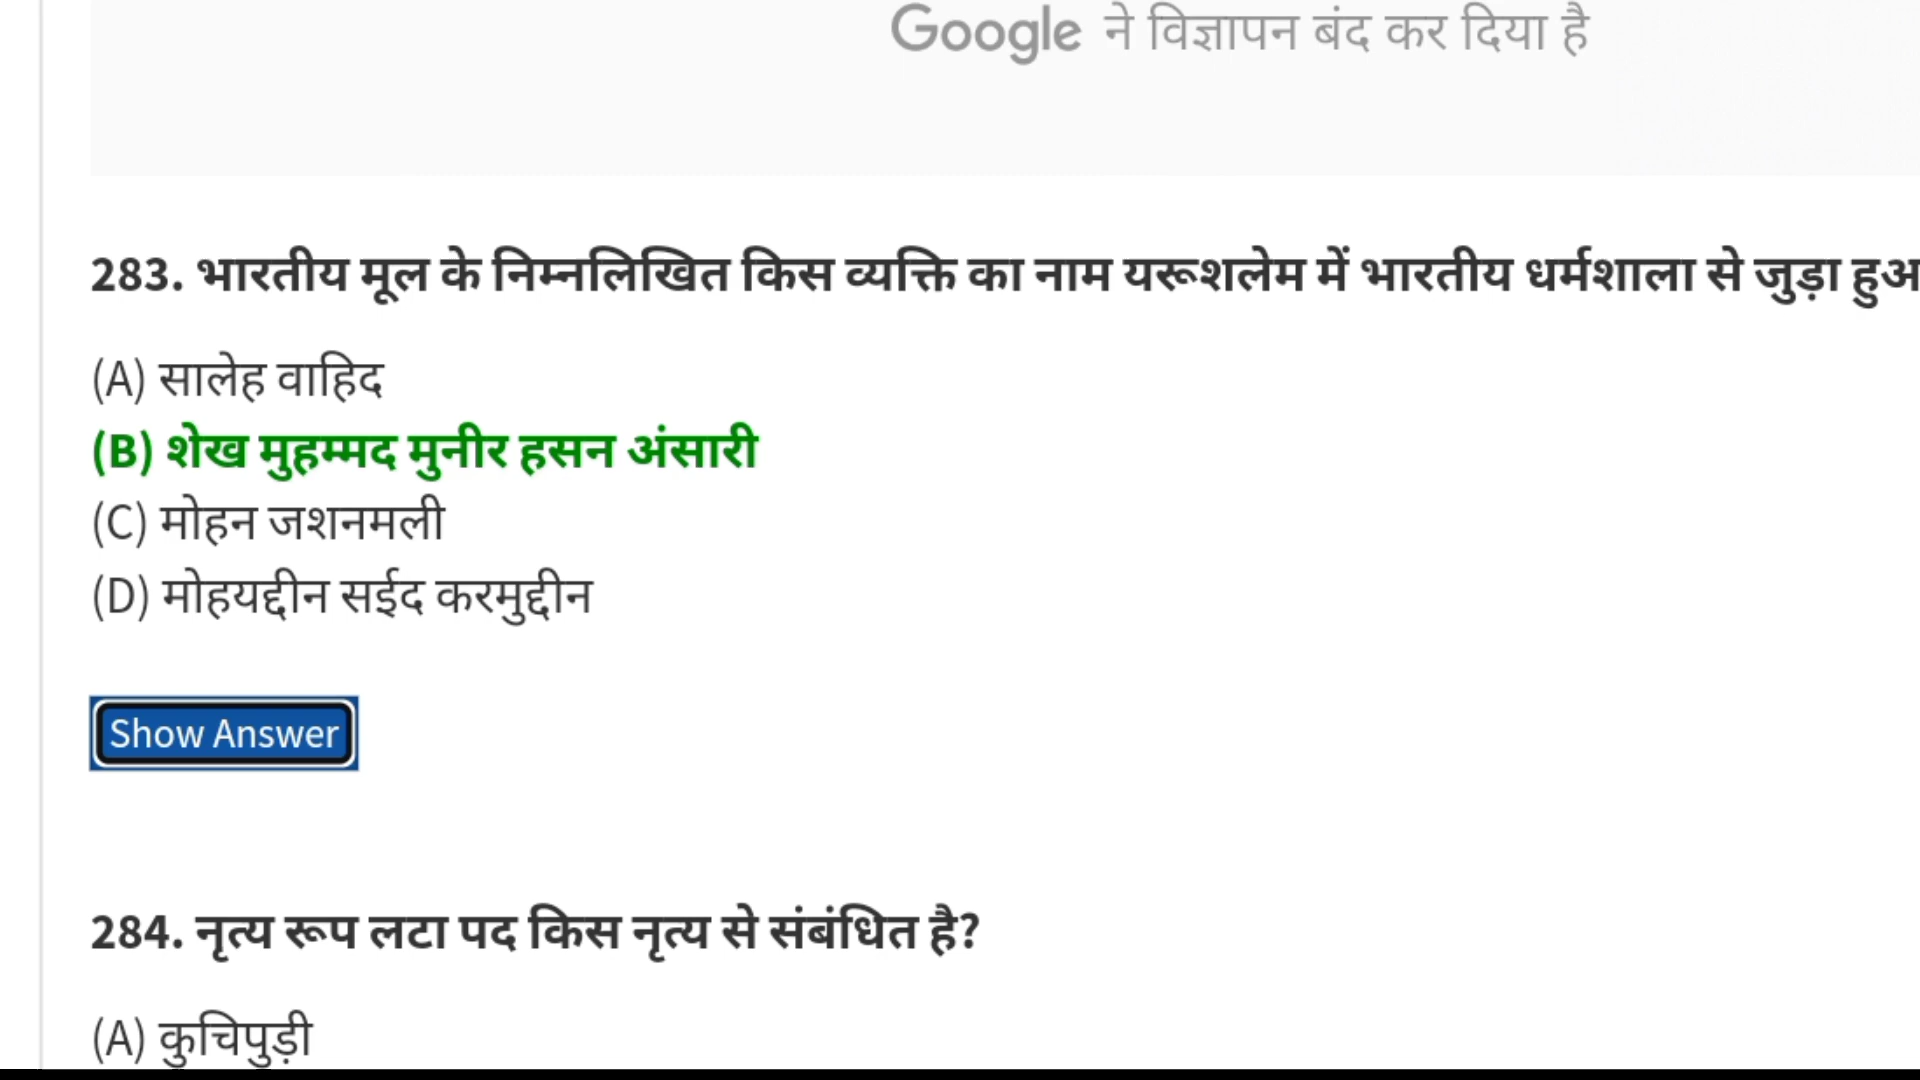 Google ने विज्ञापन बंद कर दिया है
283. भारतीय मूल के निम्नलिखित किस व्यक्ति का नाम यरूशलेम में भारतीय धर्मशाला से जुड़ा हुअ
(A) सालेह वाहिद
(B) शेख मुहम्मद मुनीर हसन अंसारी
(C) मोहन जशनमली
(D) मोहयद्दीन सईद करमुद्दीन
Show Answer
284. नृत्य रूप लटा पद किस नृत्य से संबंधित है?
(A) कुचिपुड़ी